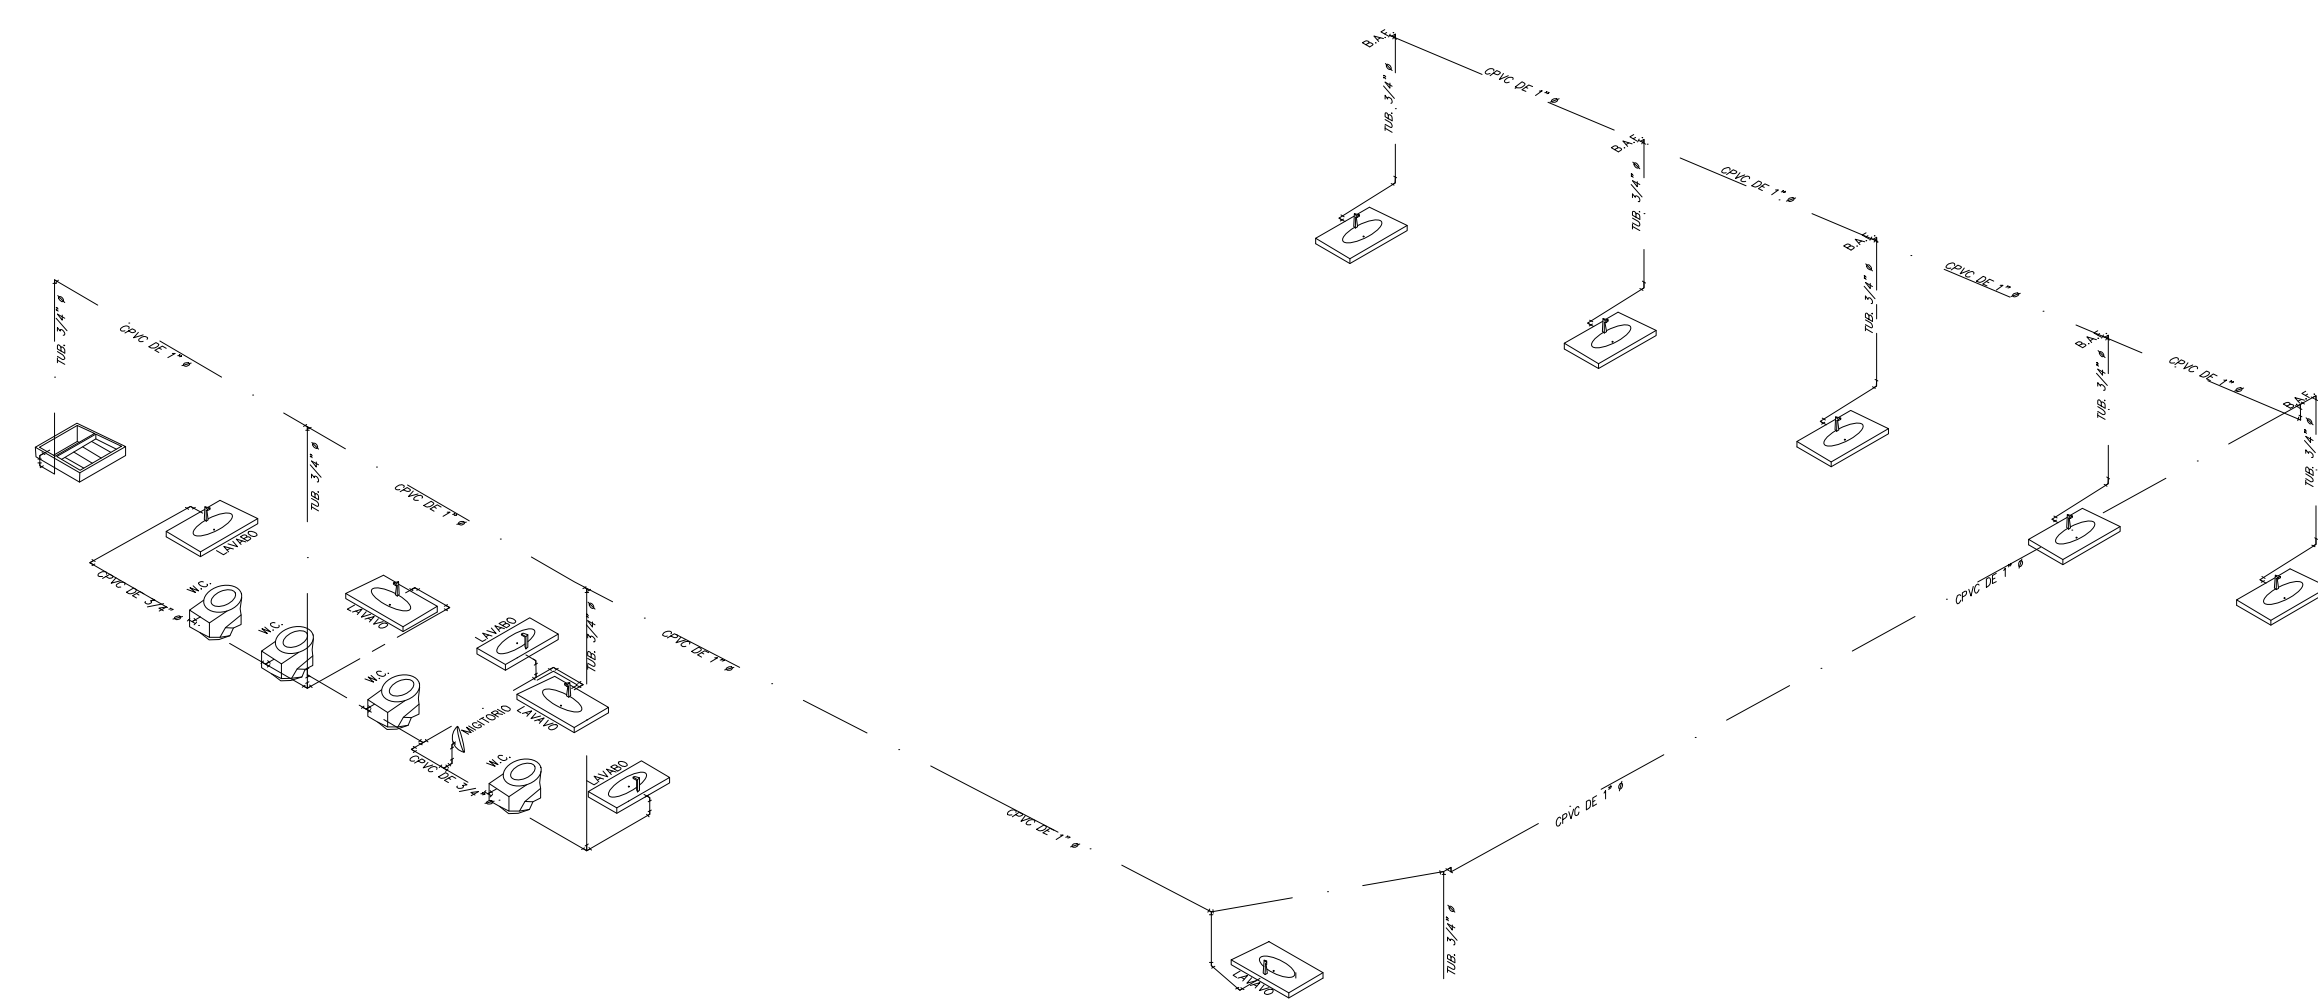 B.A.F.
CPVC DE 1" Ø
TUB. 3/4" Ø
B.A.F.
TUB. 3/4" Ø
CPVC DE 1" Ø
B.A.F.
TUB. 3/4" Ø
CPVC DE 1" Ø
B.A.F.
TUB. 3/4" Ø
CPVC DE 1" Ø
B.A.F.
TUB. 3/4" Ø
TUB. 3/4" Ø
CPVC DE 1" Ø
TUB. 3/4" Ø
CPVC DE 1" Ø
LAVABO
CPVC DE 3/4" Ø
W.C.
W.C.
LAVAVO
LAVABO
TUB. 3/4" Ø
CPVC DE 1" Ø
CPVC DE 1" Ø
W.C.
MIGITORIO
LAVAVO
CPVC DE 3/4" Ø
W.C.
LAVABO
CPVC DE 1" Ø
CPVC DE 1" Ø
TUB. 3/4" Ø
LAVAVO